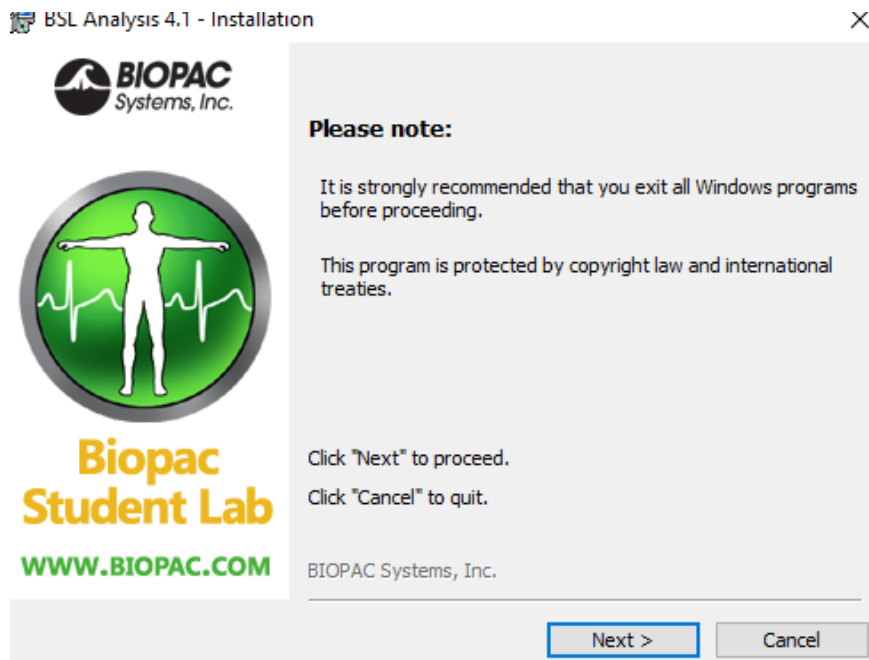 BSL Analysis 4.1 - Installation
BIOPAC
Systems, Inc.
Please note:
It is strongly recommended that you exit all Windows programs
before proceeding.
This program is protected by copyright law and international
treaties.
Biopac
Student Lab
WWW.BIOPAC.COM
Click "Next" to proceed.
Click "Cancel" to quit.
BIOPAC Systems, Inc.
Next >
Cancel